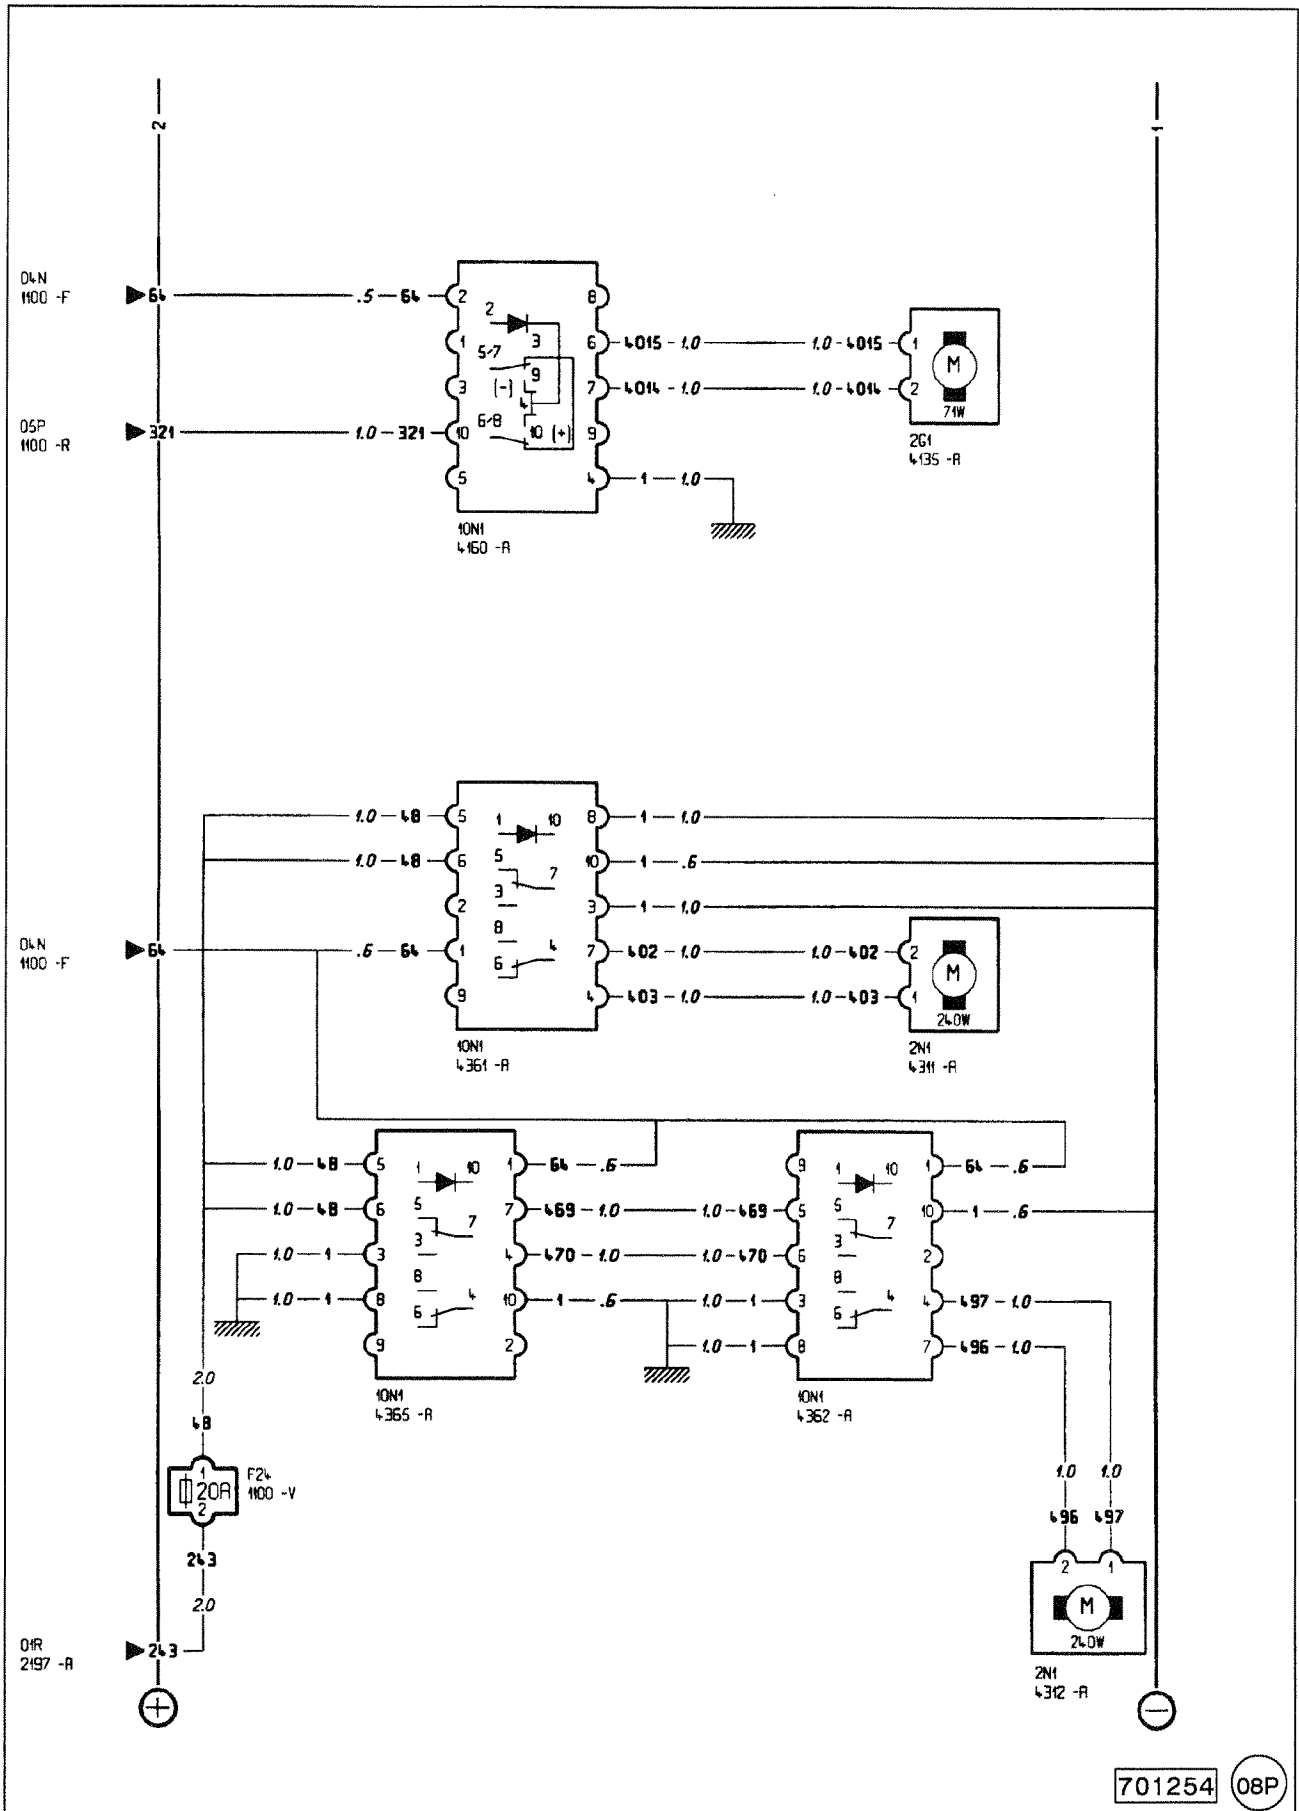 2
1
04N
1100 -F
64
.5 - 64
2
1
3
10
5
2
3
5-7
9
(-)
4
6-8
10 (+)
8
6
7
9
4
4015 - 1.0
1.0 - 4015
4014 - 1.0
1.0 - 4014
1
2
M
71W
2G1
4135 -A
05P
1100 -R
321
1.0 - 321
1 - 1.0
10N1
4160 -A
1.0 - 48
1.0 - 48
5
6
2
1
9
1
10
5
3
7
8
6
4
8
10
3
7
4
1 - 1.0
1 - .6
1 - 1.0
04N
1100 -F
64
.6 - 64
402 - 1.0
1.0 - 402
403 - 1.0
1.0 - 403
2
1
M
240W
10N1
4361 -A
2N1
4311 -A
1.0 - 48
1.0 - 48
1.0 - 1
1.0 - 1
5
6
3
8
9
1
10
5
3
7
8
6
4
1
7
4
10
2
64 - .6
469 - 1.0
1.0 - 469
470 - 1.0
1.0 - 470
1 - .6
1.0 - 1
1.0 - 1
9
5
6
3
8
1
10
5
3
7
8
6
4
1
10
2
4
7
64 - .6
1 - .6
497 - 1.0
496 - 1.0
10N1
4365 -A
10N1
4362 -A
2.0
48
1
20A
2
F24
1100 -V
243
2.0
01R
2197 -A
243
+
1.0
1.0
496
497
2
1
M
240W
2N1
4312 -A
−
701254
08P